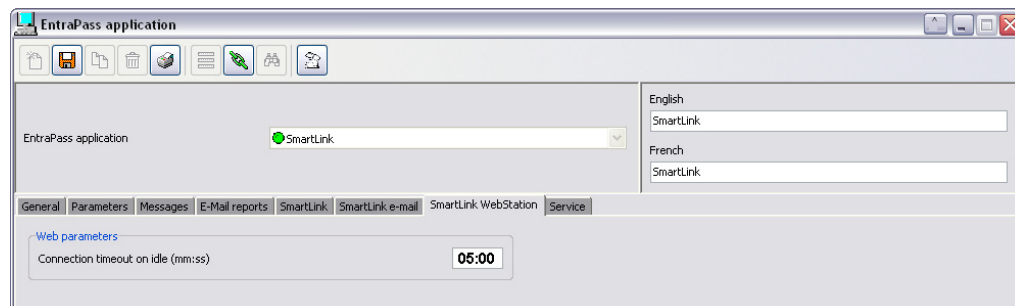 EntraPass application
English
SmartLink
EntraPass application
SmartLink
French
SmartLink
General Parameters Messages E-Mail reports SmartLink SmartLink e-mail SmartLink WebStation Service
Web parameters
Connection timeout on idle (mm:ss) 05:00